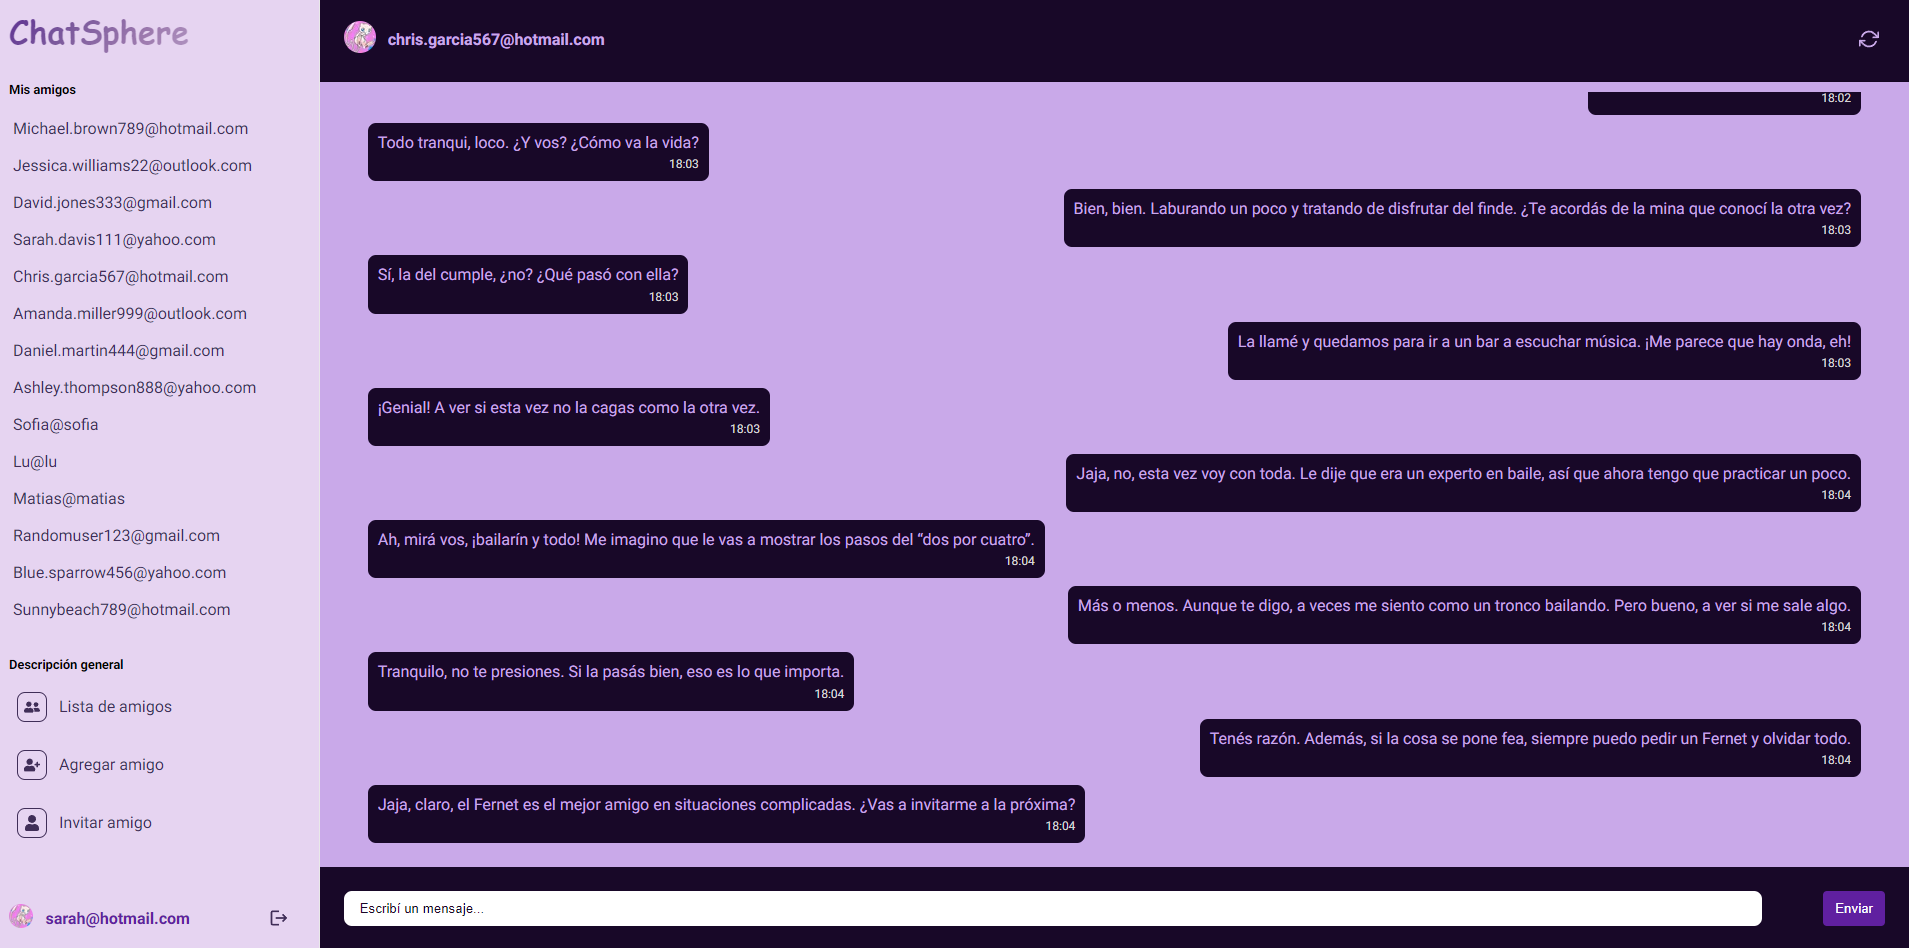 ChatSphere
Mis amigos
Michael.brown789@hotmail.com
Jessica.williams22@outlook.com
David.jones333@gmail.com
Sarah.davis111@yahoo.com
Chris.garcia567@hotmail.com
Amanda.miller999@outlook.com
Daniel.martin444@gmail.com
Ashley.thompson888@yahoo.com
Sofia@sofia
Lu@lu
Matias@matias
Randomuser123@gmail.com
Blue.sparrow456@yahoo.com
Sunnybeach789@hotmail.com
Descripción general
Lista de amigos
Agregar amigo
Invitar amigo
sarah@hotmail.com
chris.garcia567@hotmail.com
18:02
Todo tranqui, loco. ¿Y vos? ¿Cómo va la vida?
18:03
Bien, bien. Laburando un poco y tratando de disfrutar del finde. ¿Te acordás de la mina que conocí la otra vez?
18:03
Sí, la del cumple, ¿no? ¿Qué pasó con ella?
18:03
La llamé y quedamos para ir a un bar a escuchar música. ¡Me parece que hay onda, eh!
18:03
¡Genial! A ver si esta vez no la cagas como la otra vez.
18:03
Jaja, no, esta vez voy con toda. Le dije que era un experto en baile, así que ahora tengo que practicar un poco.
18:04
Ah, mirá vos, ¡bailarín y todo! Me imagino que le vas a mostrar los pasos del “dos por cuatro”.
18:04
Más o menos. Aunque te digo, a veces me siento como un tronco bailando. Pero bueno, a ver si me sale algo.
18:04
Tranquilo, no te presiones. Si la pasás bien, eso es lo que importa.
18:04
Tenés razón. Además, si la cosa se pone fea, siempre puedo pedir un Fernet y olvidar todo.
18:04
Jaja, claro, el Fernet es el mejor amigo en situaciones complicadas. ¿Vas a invitarme a la próxima?
18:04
Escribí un mensaje...
Enviar